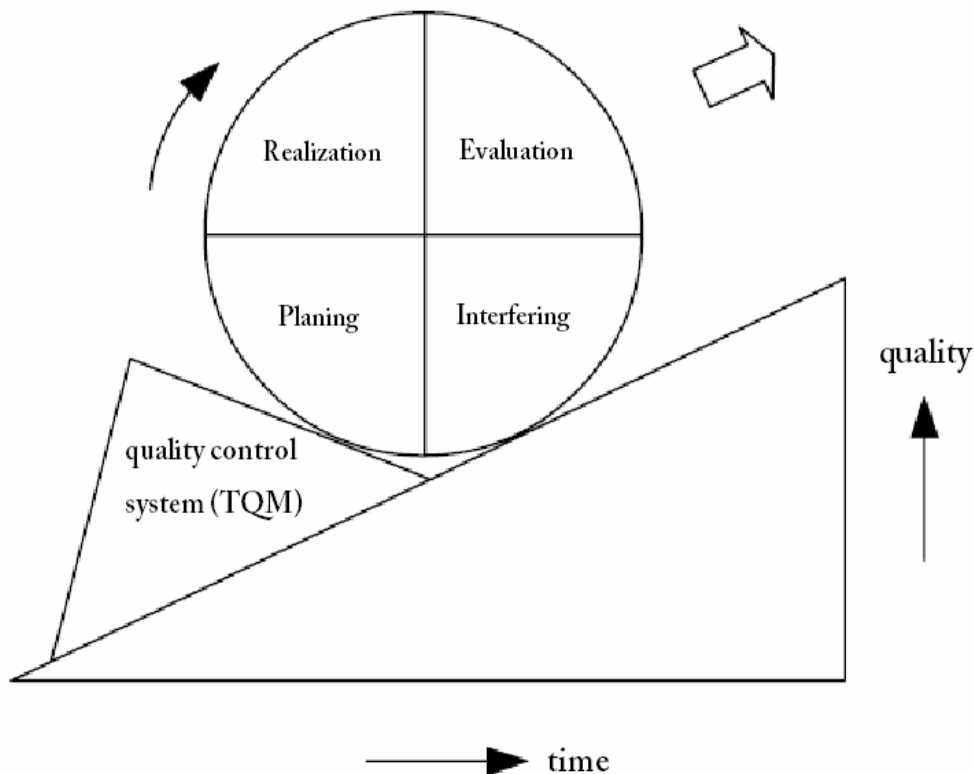 Realization
Evaluation
Planing
Interfering
quality
quality control
system (TQM)
time